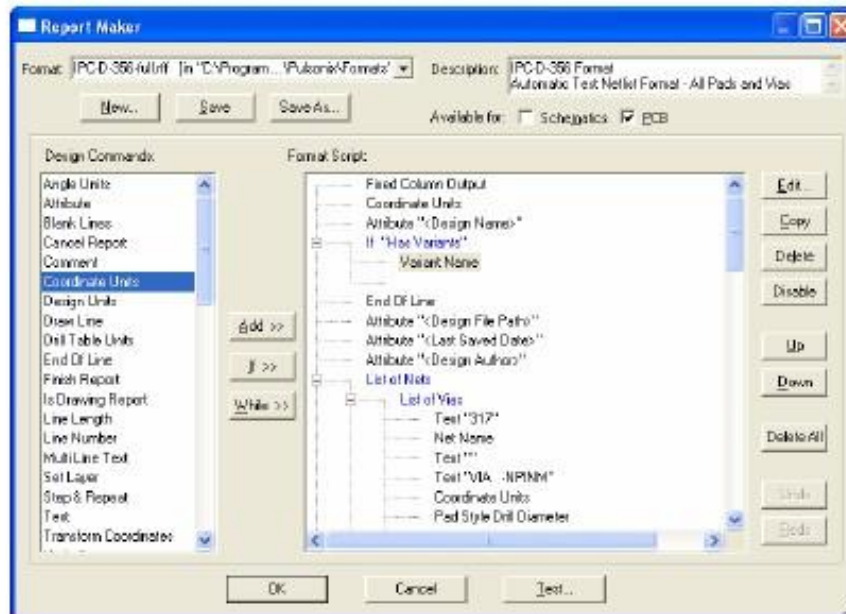 Report Maker
Format: IPC-D-356-full.rff [in "C:\Program...\Pulsonix\Formats"
Description: IPC-D-356 Format
Automatic Test Netlist Format - All Pads and Vias
New... Save Save As...
Available for: Schematics PCB
Design Commands:
Angle Units
Attribute
Blank Lines
Cancel Report
Comment
Coordinate Units
Design Units
Draw Line
Drill Table Units
End Of Line
Finish Report
Is Drawing Report
Line Length
Line Number
MultiLine Text
Set Layer
Step & Repeat
Text
Transform Coordinates
Add >>
If >>
While >>
Format Script:
Fixed Column Output
Coordinate Units
Attribute "<Design Name>"
If "Has Variants"
Variant Name
End Of Line
Attribute "<Design File Path>"
Attribute "<Last Saved Date>"
Attribute "<Design Author>"
List of Nets
List of Vias
Text "317"
Net Name
Text ""
Text "VIA -NPINM"
Coordinate Units
Pad Style Drill Diameter
Edit...
Copy
Delete
Disable
Up
Down
Delete All
Undo
Redo
OK Cancel Test...